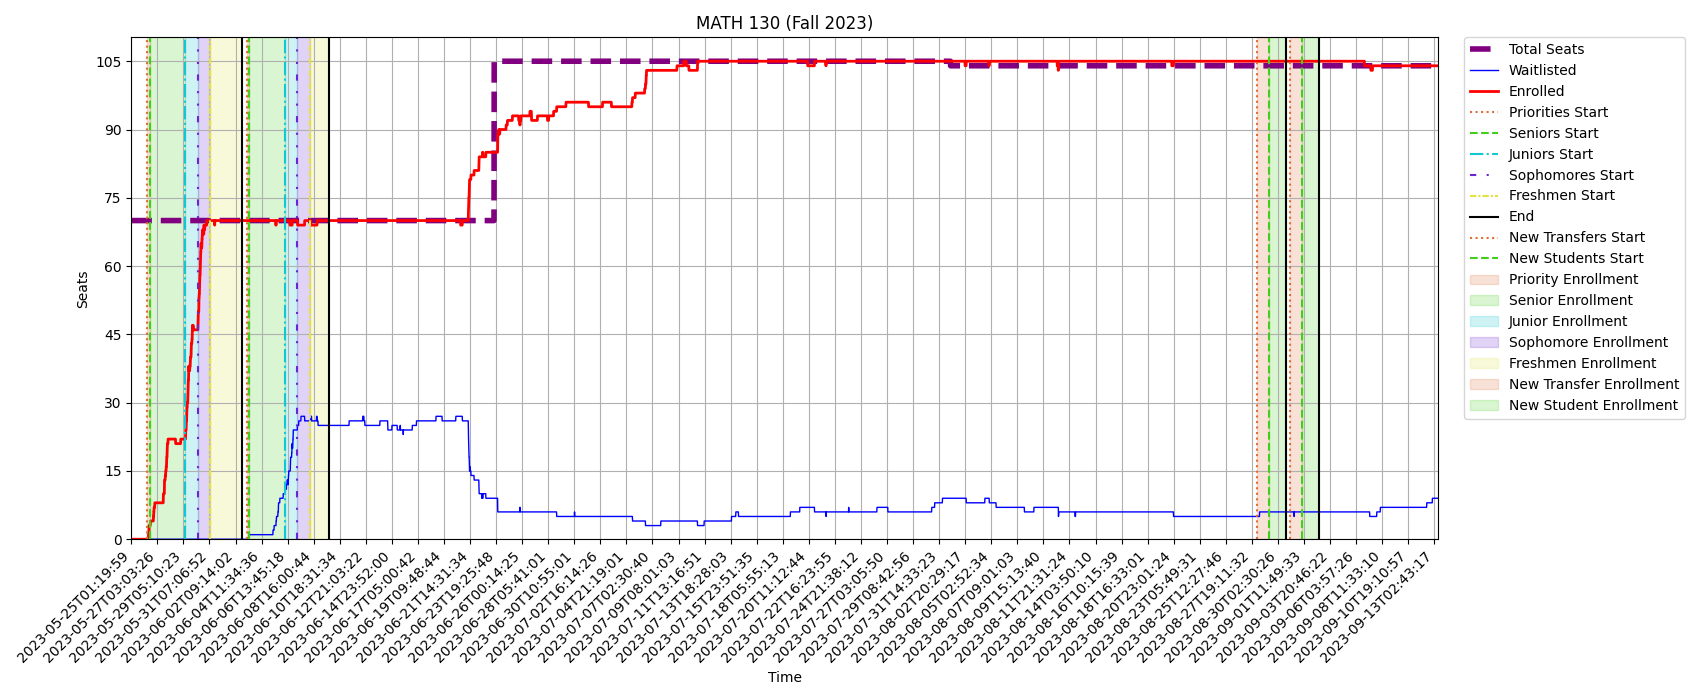 MATH 130 (Fall 2023)
Seats
105
90
75
60
45
30
15
0
2023-05-25T01:19:59
2023-05-27T03:03:26
2023-05-29T05:10:23
2023-05-31T07:06:52
2023-06-02T09:14:02
2023-06-04T11:34:36
2023-06-06T13:45:18
2023-06-08T16:00:44
2023-06-10T18:31:34
2023-06-12T21:03:22
2023-06-14T23:52:00
2023-06-17T05:00:42
2023-06-19T09:48:44
2023-06-21T14:31:34
2023-06-23T19:25:48
2023-06-26T00:14:25
2023-06-28T05:41:01
2023-06-30T10:55:01
2023-07-02T16:14:26
2023-07-04T21:19:01
2023-07-07T02:30:40
2023-07-09T08:01:03
2023-07-11T13:16:51
2023-07-13T18:28:03
2023-07-15T23:51:35
2023-07-18T05:55:13
2023-07-20T11:12:44
2023-07-22T16:23:55
2023-07-24T21:38:12
2023-07-27T03:05:50
2023-07-29T08:42:56
2023-07-31T14:33:23
2023-08-02T20:29:17
2023-08-05T02:52:34
2023-08-07T09:01:03
2023-08-09T15:13:40
2023-08-11T21:31:24
2023-08-14T03:50:10
2023-08-16T10:15:39
2023-08-18T16:33:01
2023-08-20T23:01:24
2023-08-23T05:49:31
2023-08-25T12:27:46
2023-08-27T19:11:32
2023-08-30T02:30:26
2023-09-01T11:49:33
2023-09-03T20:46:22
2023-09-06T03:57:26
2023-09-08T11:33:10
2023-09-10T19:10:57
2023-09-13T02:43:17
Time
Total Seats
Waitlisted
Enrolled
Priorities Start
Seniors Start
Juniors Start
Sophomores Start
Freshmen Start
End
New Transfers Start
New Students Start
Priority Enrollment
Senior Enrollment
Junior Enrollment
Sophomore Enrollment
Freshmen Enrollment
New Transfer Enrollment
New Student Enrollment